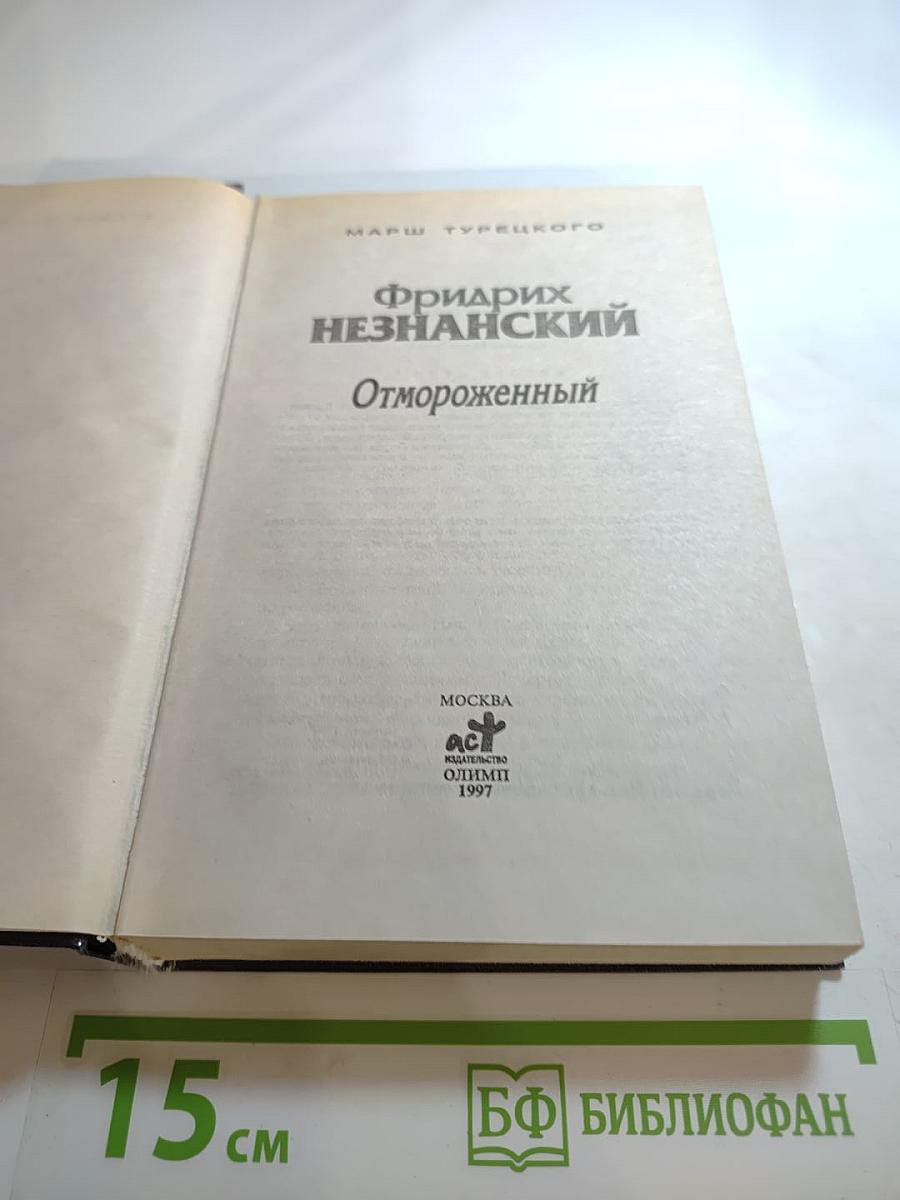 МАРШ ТУРЕЦКОГО
Фридрих
НЕЗНАНСКИЙ
Отмороженный
МОСКВА
аст
ИЗДАТЕЛЬСТВО
ОЛИМП
1997
15 см
БФ БИБЛИОФАН